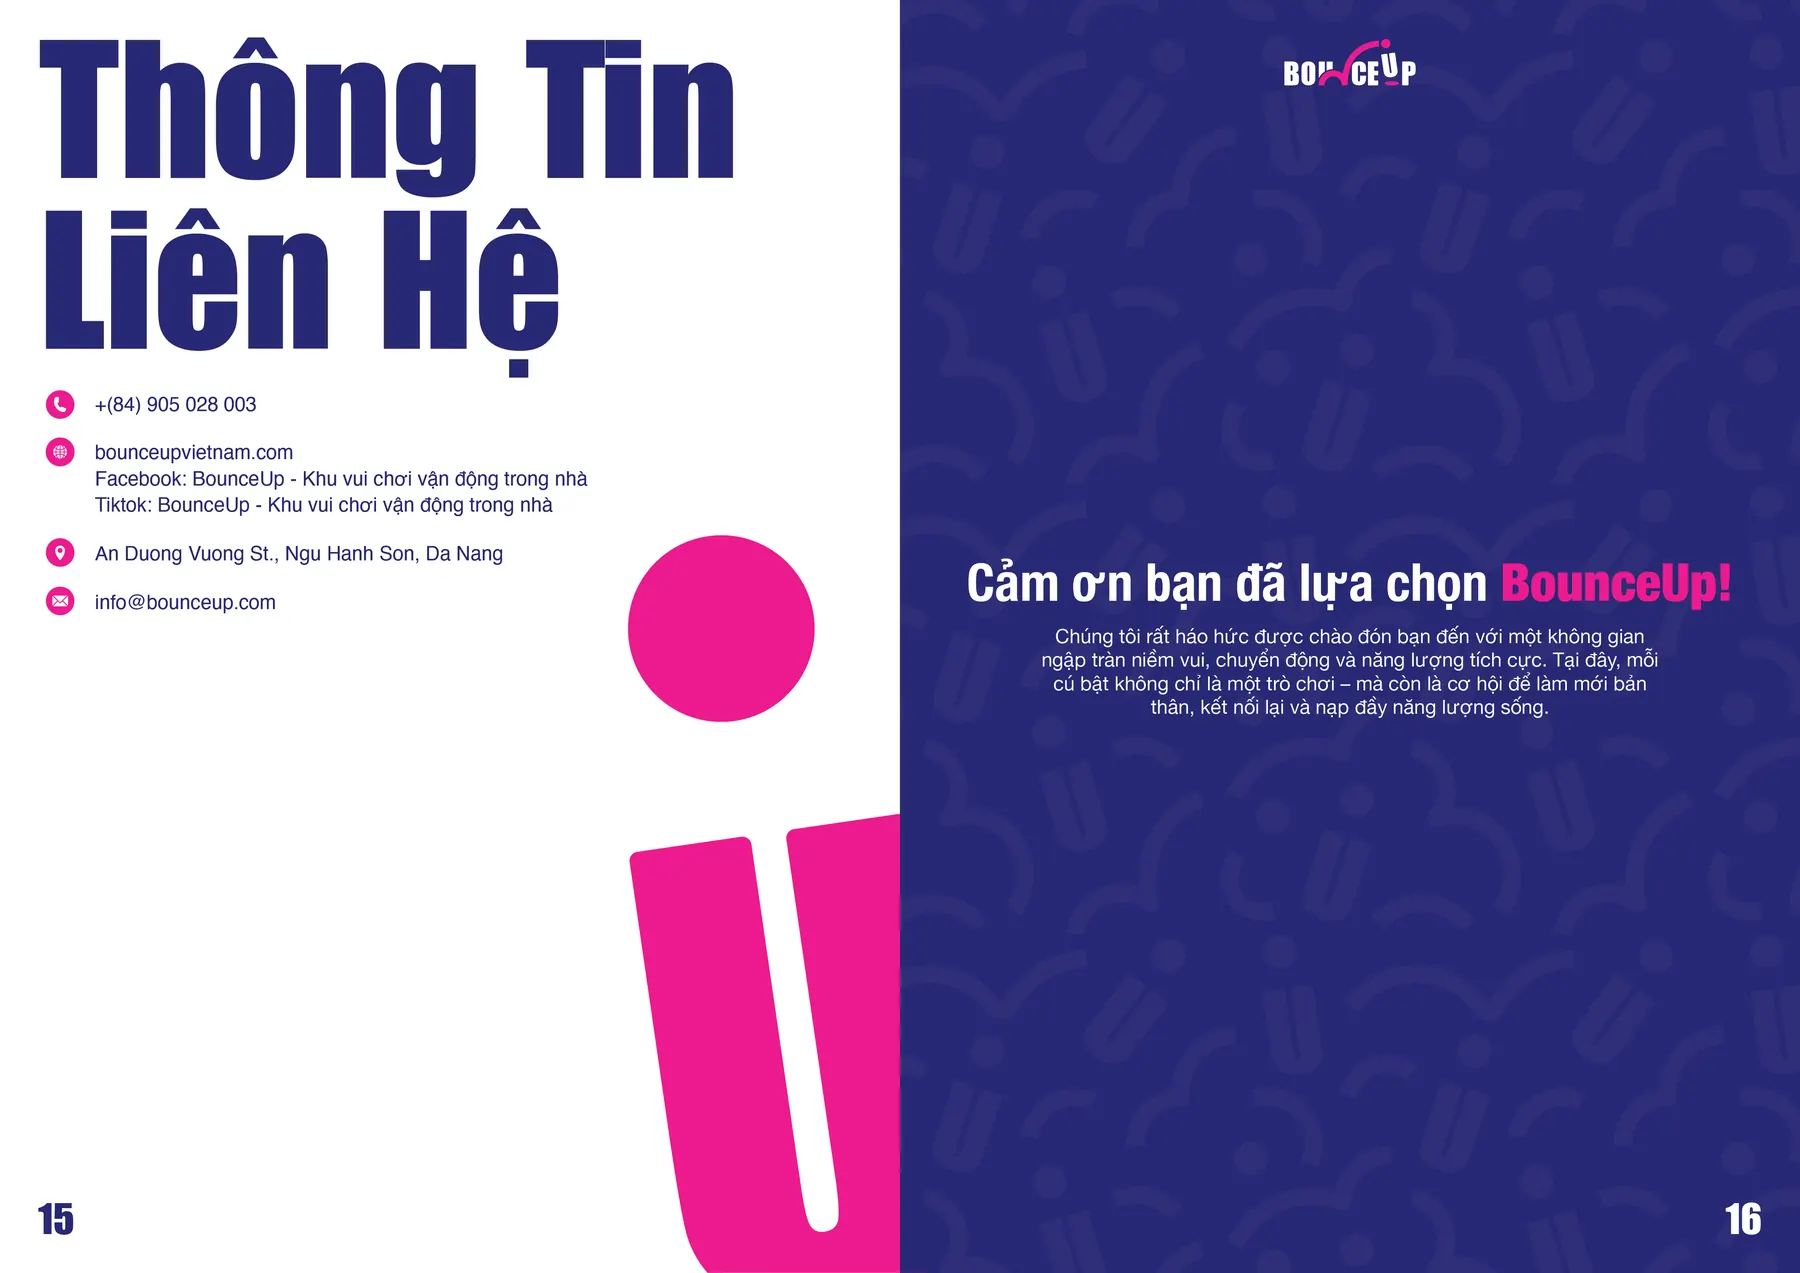 Thông Tin
Liên Hệ
+(84) 905 028 003
bounceupvietnam.com
Facebook: BounceUp - Khu vui chơi vận động trong nhà
Tiktok: BounceUp - Khu vui chơi vận động trong nhà
An Duong Vuong St., Ngu Hanh Son, Da Nang
info@bounceup.com
15
BOUNCEUP
Cảm ơn bạn đã lựa chọn BounceUp!
Chúng tôi rất háo hức được chào đón bạn đến với một không gian
ngập tràn niềm vui, chuyển động và năng lượng tích cực. Tại đây, mỗi
cú bật không chỉ là một trò chơi – mà còn là cơ hội để làm mới bản
thân, kết nối lại và nạp đầy năng lượng sống.
16